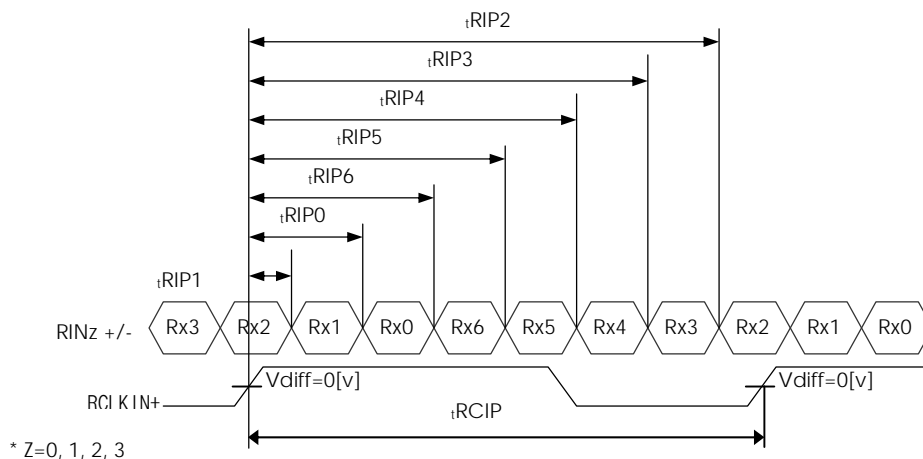 tRIP2
tRIP3
tRIP4
tRIP5
tRIP6
tRIP0
tRIP1
RINz +/- Rx3 Rx2 Rx1 Rx0 Rx6 Rx5 Rx4 Rx3 Rx2 Rx1 Rx0
Vdiff=0[v] Vdiff=0[v]
RCLKIN+
tRCIP
* Z=0, 1, 2, 3